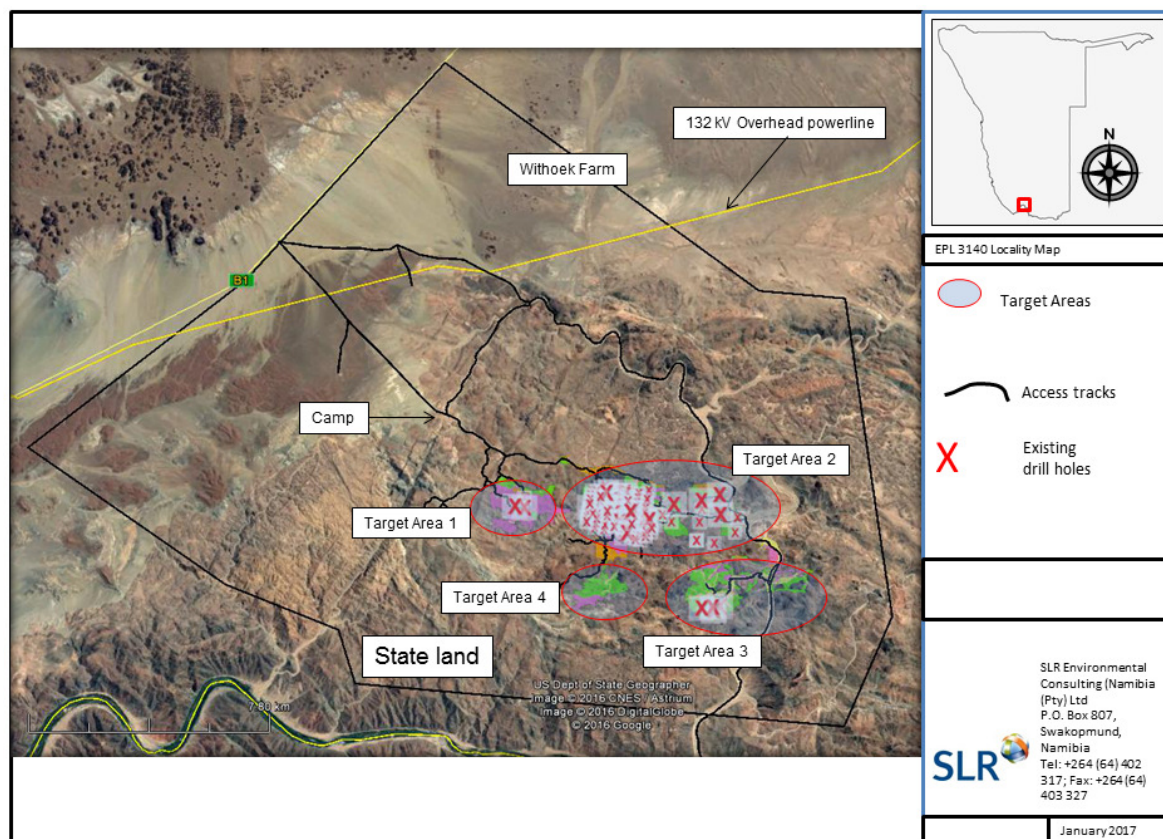 132 kV Overhead powerline
Withoek Farm
B1
Camp
Target Area 2
Target Area 1
Target Area 4
Target Area 3
State land
US Dept of State Geographer
Image © 2016 CNES / Astrium
Image © 2016 DigitalGlobe
© 2016 Google
7.80 km
N
EPL 3140 Locality Map
Target Areas
Access tracks
X
Existing
drill holes
SLR
SLR Environmental
Consulting (Namibia
(Pty) Ltd
P.O. Box 807,
Swakopmund,
Namibia
Tel: +264 (64) 402
317; Fax: +264 (64)
403 327
January 2017